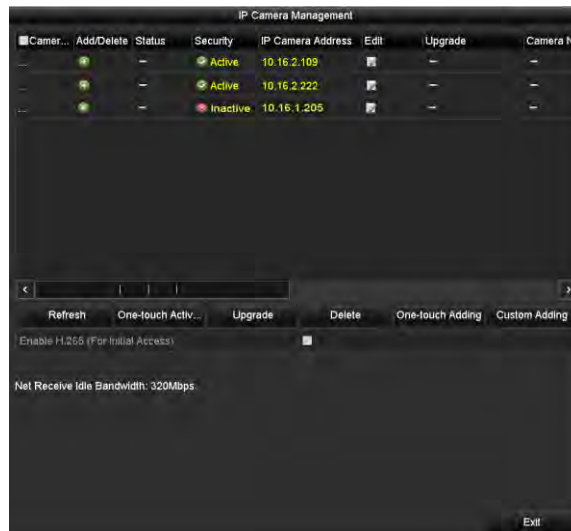 IP Camera Management
Camer... Add/Delete Status Security IP Camera Address Edit Upgrade Camera N
... – Active 10.16.2.109 – –
... – Active 10.16.2.222 – –
... – Inactive 10.16.1.205 – –
Refresh One-touch Activ... Upgrade Delete One-touch Adding Custom Adding
Enable H.265 (For Initial Access)
Net Receive Idle Bandwidth: 320Mbps
Exit